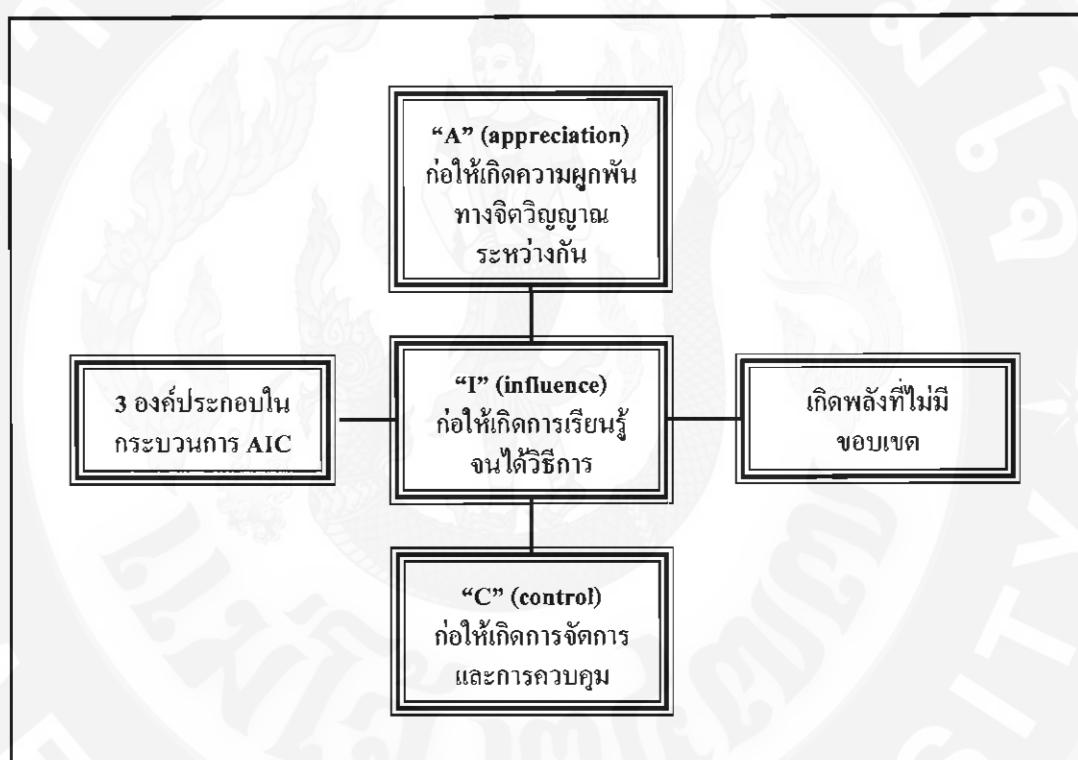 “A” (appreciation)
ก่อให้เกิดความผูกพัน
ทางจิตวิญญาณ
ระหว่างกัน
3 องค์ประกอบใน
กระบวนการ AIC
“I” (influence)
ก่อให้เกิดการเรียนรู้
จนได้วิธีการ
เกิดพลังที่ไม่มี
ขอบเขต
“C” (control)
ก่อให้เกิดการจัดการ
และการควบคุม